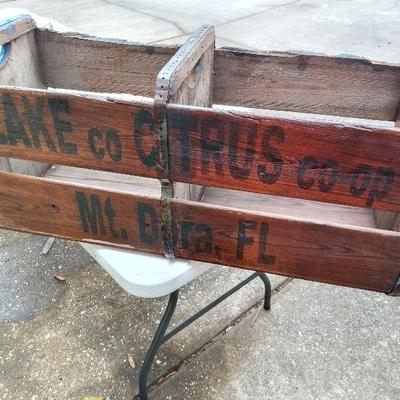 LAKE co CITRUS co-op
Mt. Dora, FL